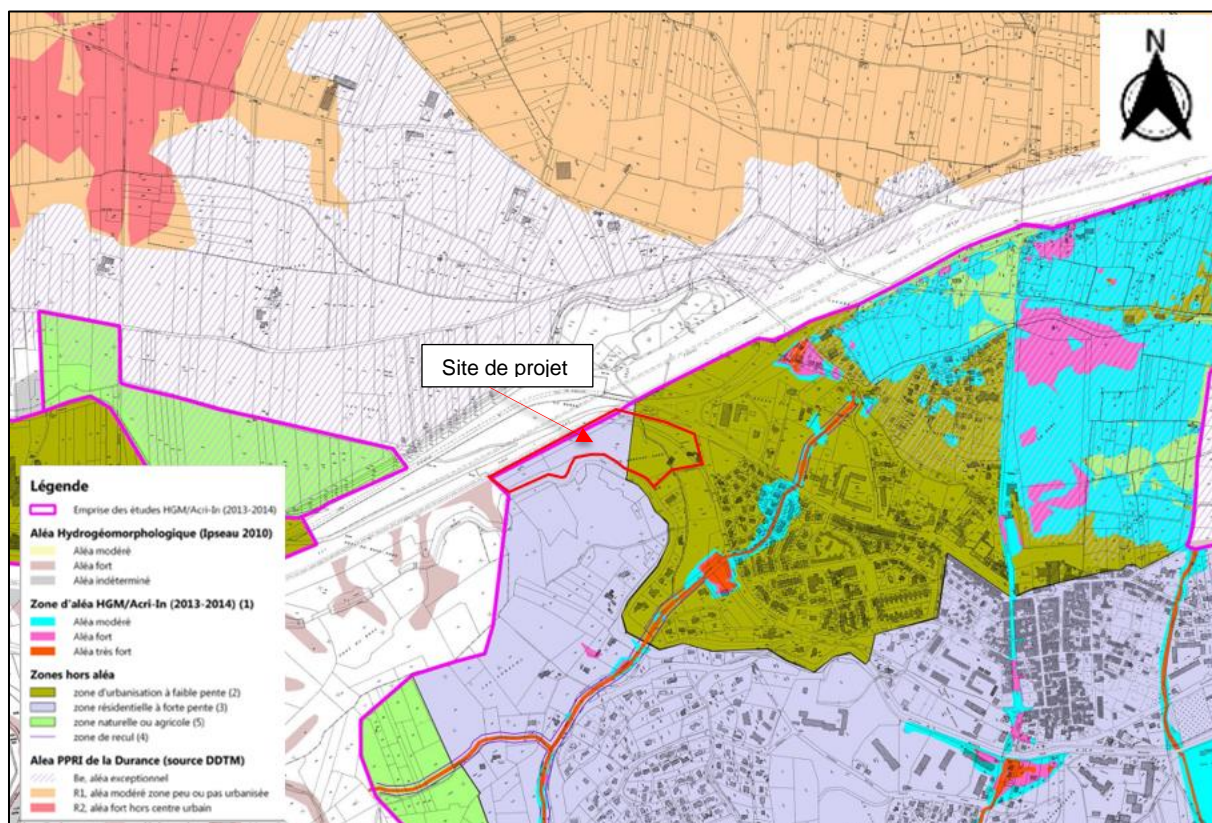 N
Site de projet
Légende
Emprise des études HGM/Acri-In (2013-2014)
Aléa Hydrogéomorphologique (Ipseau 2010)
Aléa modéré
Aléa fort
Aléa indéterminé
Zone d'aléa HGM/Acri-In (2013-2014) (1)
Aléa modéré
Aléa fort
Aléa très fort
Zones hors aléa
zone d'urbanisation à faible pente (2)
zone résidentielle à forte pente (3)
zone naturelle ou agricole (5)
zone de recul (4)
Alea PPRI de la Durance (source DDTM)
Be, aléa exceptionnel
R1, aléa modéré zone peu ou pas urbanisée
R2, aléa fort hors centre urbain